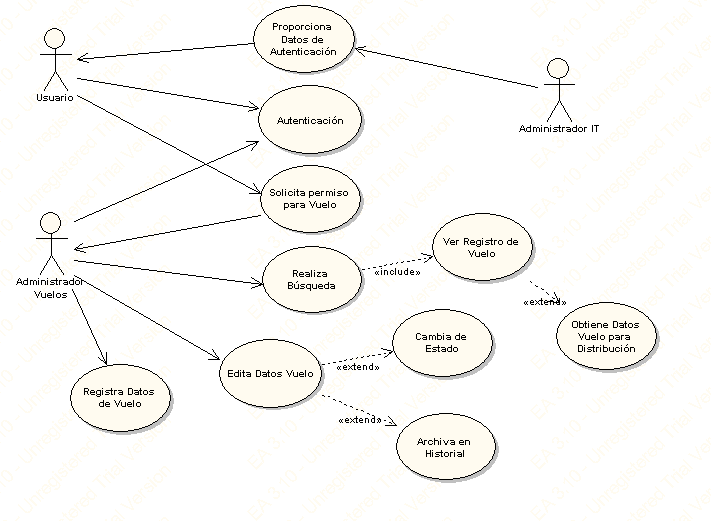 Proporciona
Datos de
Autenticación
Usuario
Administrador IT
Autenticación
Solicita permiso
para Vuelo
Ver Registro de
Vuelo
«include»
Administrador
Vuelos
Realiza
Búsqueda
«extend»
Obtiene Datos
Vuelo para
Distribución
Cambia de
Estado
«extend»
Edita Datos Vuelo
Registra Datos
de Vuelo
«extend»
Archiva en
Historial